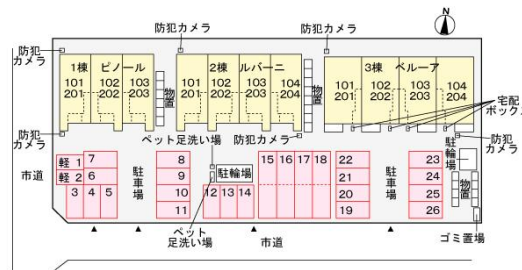 N
防犯カメラ
防犯カメラ
防犯
カメラ
1棟 ピノール
101 102 103
201 202 203
物置
2棟 ルバーニ
101 102 103
201 202 203
物置
3棟 ベルーア
101 102 103 104
201 202 203 204
宅配
ボックス
防犯
カメラ
ペット足洗い場
防犯カメラ
防犯
カメラ
市道
軽 1
軽 2
7
6
3 4 5
駐車場
8
9
10
11
駐輪場
12 13 14
15 16 17 18
22
21
20
19
駐車場
23
24
25
26
駐輪場
物置
ゴミ置場
ペット
足洗い場
市道